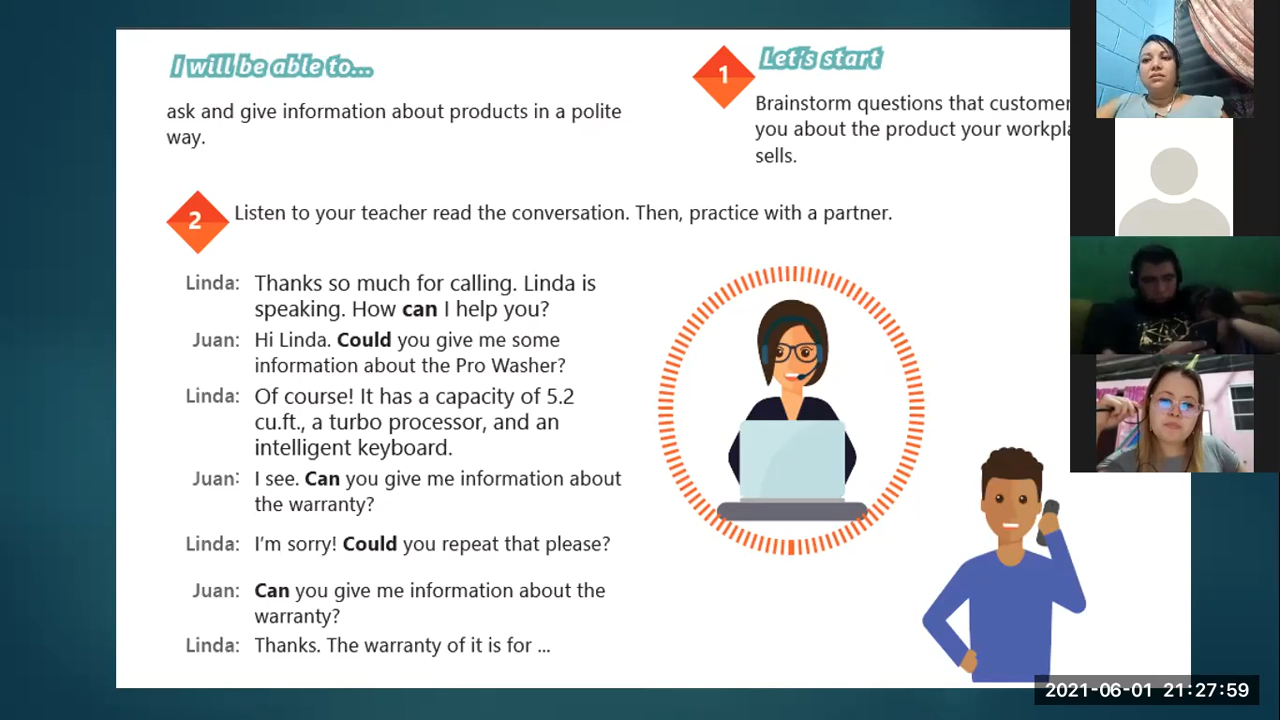 I will be able to...
ask and give information about products in a polite
way.
1
Let's start
Brainstorm questions that customer
you about the product your workpla
sells.
2
Listen to your teacher read the conversation. Then, practice with a partner.
Linda: Thanks so much for calling. Linda is
speaking. How can I help you?
Juan: Hi Linda. Could you give me some
information about the Pro Washer?
Linda: Of course! It has a capacity of 5.2
cu.ft., a turbo processor, and an
intelligent keyboard.
Juan: I see. Can you give me information about
the warranty?
Linda: I'm sorry! Could you repeat that please?
Juan: Can you give me information about the
warranty?
Linda: Thanks. The warranty of it is for ...
2021-06-01 21:27:59